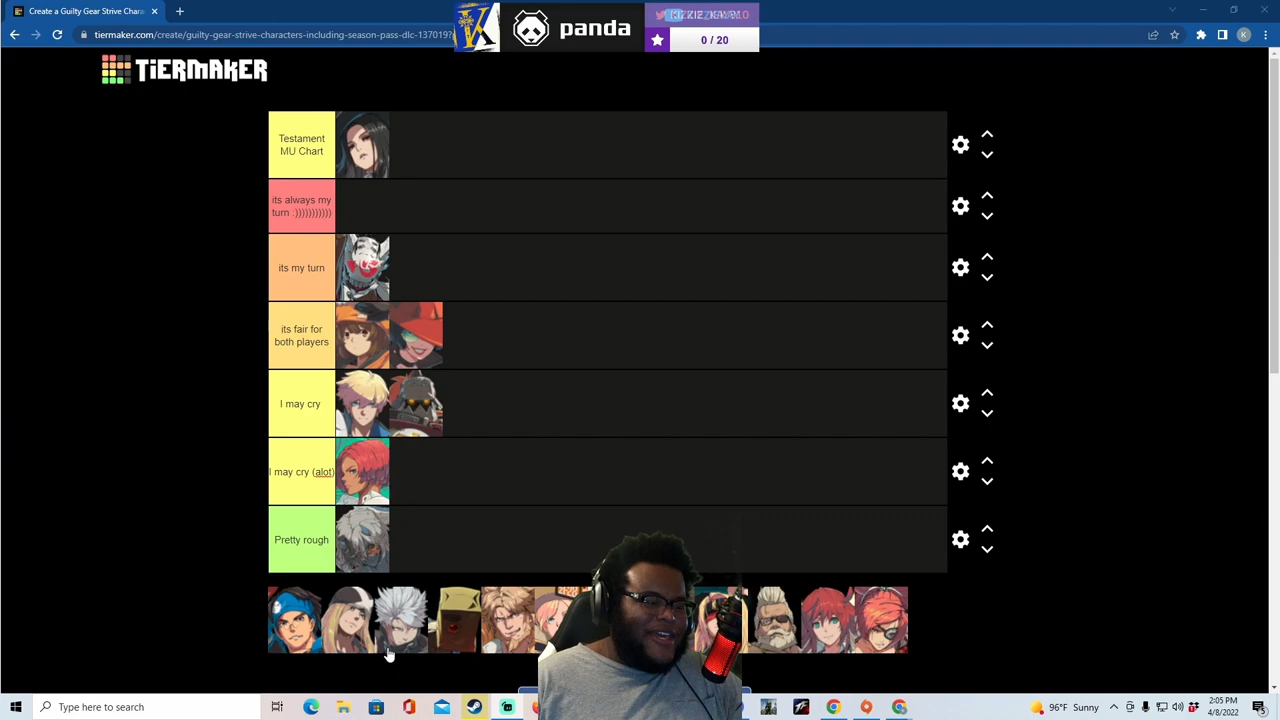 Create a Guilty Gear Strive Chara
tiermaker.com/create/guilty-gear-strive-characters-including-season-pass-dlc-137019?
K
panda
0 / 20
K
TiERMAKER
Testament
MU Chart
its always my
turn :)))))))))))
its my turn
its fair for
both players
I may cry
I may cry (alot)
Pretty rough
Type here to search
96°F Sunny
2:05 PM
4/8/2022
5